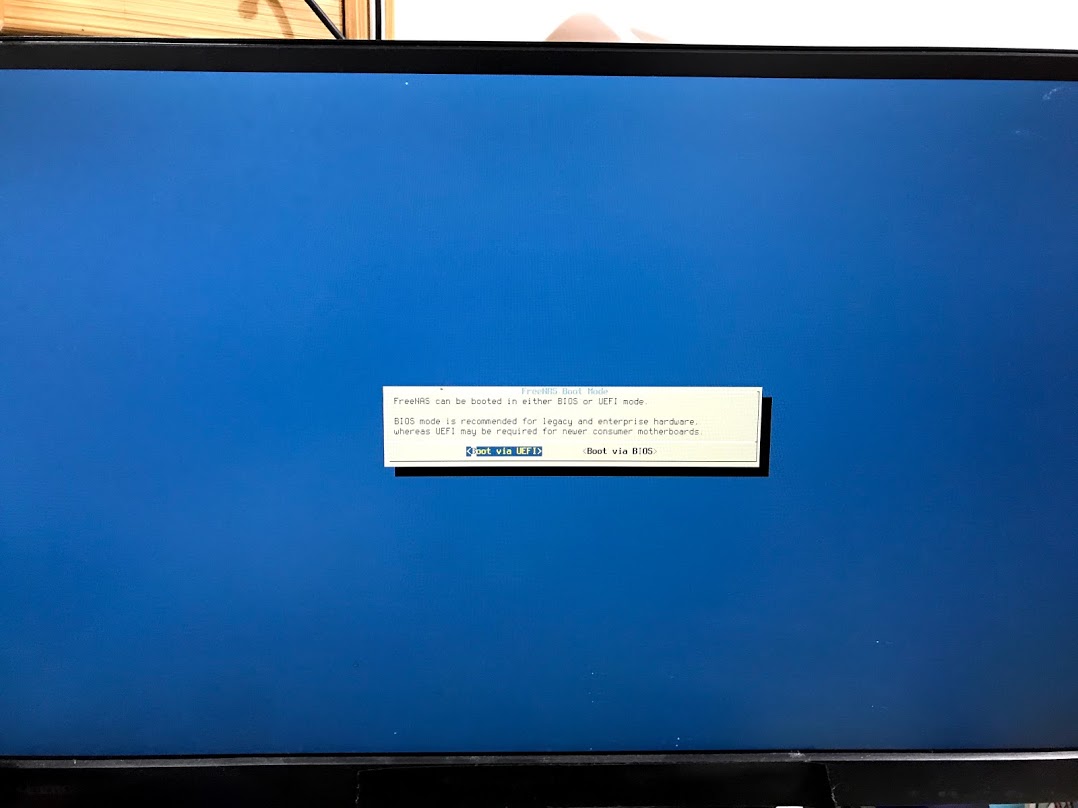 FreeNAS Boot Mode
FreeNAS can be booted in either BIOS or UEFI mode.
BIOS mode is recommended for legacy and enterprise hardware,
whereas UEFI may be required for newer consumer motherboards.
<Boot via UEFI> <Boot via BIOS>